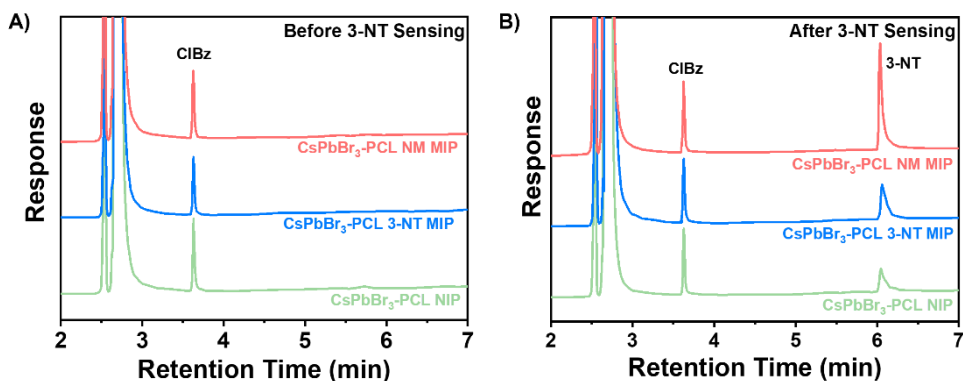 A)
Before 3-NT Sensing
ClBz
CsPbBr₃-PCL NM MIP
CsPbBr₃-PCL 3-NT MIP
CsPbBr₃-PCL NIP
Response
2 3 4 5 6 7
Retention Time (min)
B)
After 3-NT Sensing
ClBz
3-NT
CsPbBr₃-PCL NM MIP
CsPbBr₃-PCL 3-NT MIP
CsPbBr₃-PCL NIP
Response
2 3 4 5 6 7
Retention Time (min)